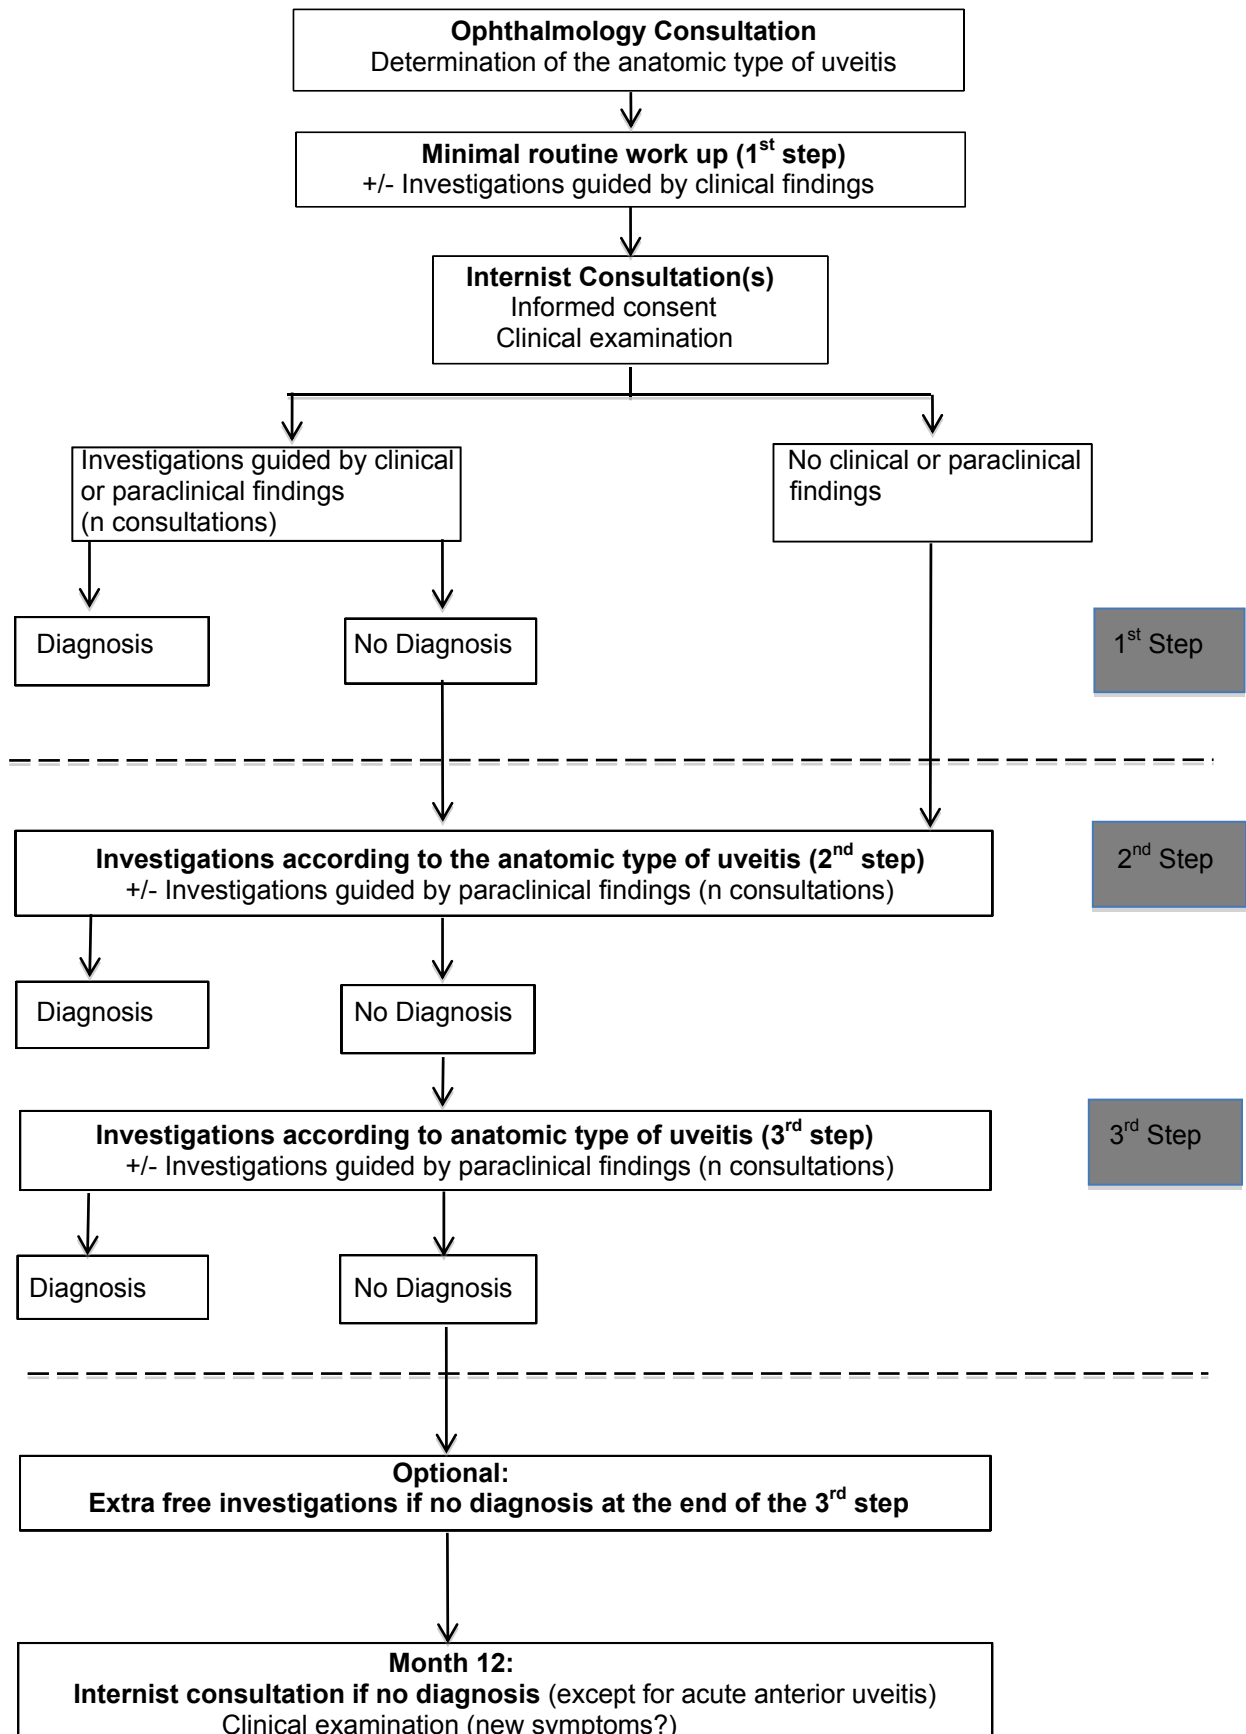 Ophthalmology Consultation
Determination of the anatomic type of uveitis
Minimal routine work up (1st step)
+/- Investigations guided by clinical findings
Internist Consultation(s)
Informed consent
Clinical examination
Investigations guided by clinical
or paraclinical findings
(n consultations)
No clinical or paraclinical
findings
Diagnosis
No Diagnosis
1st Step
Investigations according to the anatomic type of uveitis (2nd step)
+/- Investigations guided by paraclinical findings (n consultations)
2nd Step
Diagnosis
No Diagnosis
Investigations according to anatomic type of uveitis (3rd step)
+/- Investigations guided by paraclinical findings (n consultations)
3rd Step
Diagnosis
No Diagnosis
Optional:
Extra free investigations if no diagnosis at the end of the 3rd step
Month 12:
Internist consultation if no diagnosis (except for acute anterior uveitis)
Clinical examination (new symptoms?)